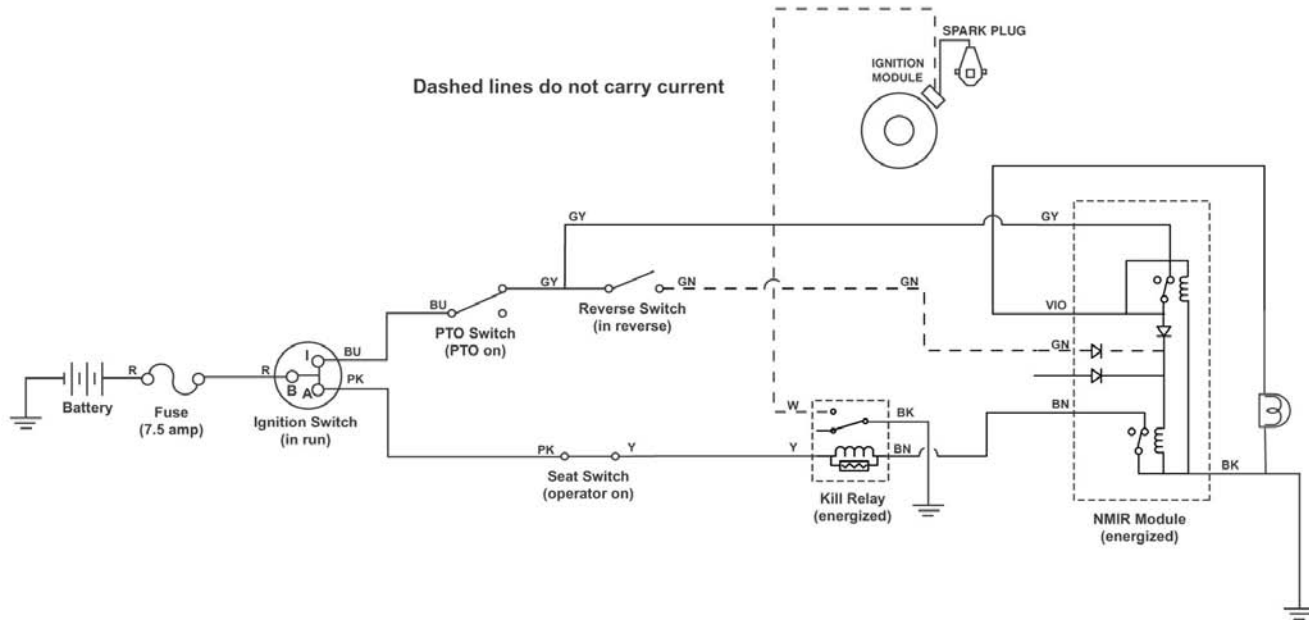 SPARK PLUG
IGNITION
MODULE
Dashed lines do not carry current
GY
GY
GY
GN
GN
BU
Reverse Switch
(in reverse)
PTO Switch
(PTO on)
VIO
GN
I
BU
R
R
B
A
PK
Battery
Fuse
(7.5 amp)
Ignition Switch
(in run)
W
BK
BN
PK
Y
Y
BN
BK
Seat Switch
(operator on)
Kill Relay
(energized)
NMIR Module
(energized)